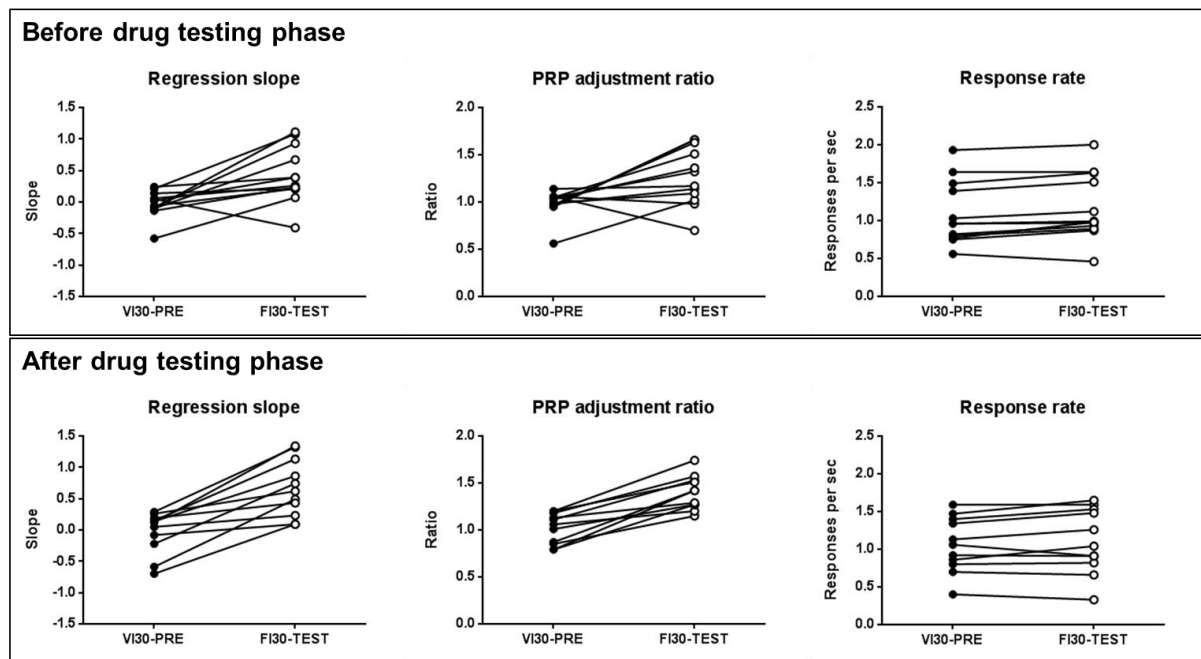 Before drug testing phase
Regression slope
PRP adjustment ratio
Response rate
Slope
1.5
1.0
0.5
0.0
-0.5
-1.0
-1.5
VI30-PRE
FI30-TEST
Ratio
2.0
1.5
1.0
0.5
0.0
VI30-PRE
FI30-TEST
Responses per sec
2.5
2.0
1.5
1.0
0.5
0.0
VI30-PRE
FI30-TEST
After drug testing phase
Regression slope
PRP adjustment ratio
Response rate
Slope
1.5
1.0
0.5
0.0
-0.5
-1.0
-1.5
VI30-PRE
FI30-TEST
Ratio
2.0
1.5
1.0
0.5
0.0
VI30-PRE
FI30-TEST
Responses per sec
2.5
2.0
1.5
1.0
0.5
0.0
VI30-PRE
FI30-TEST